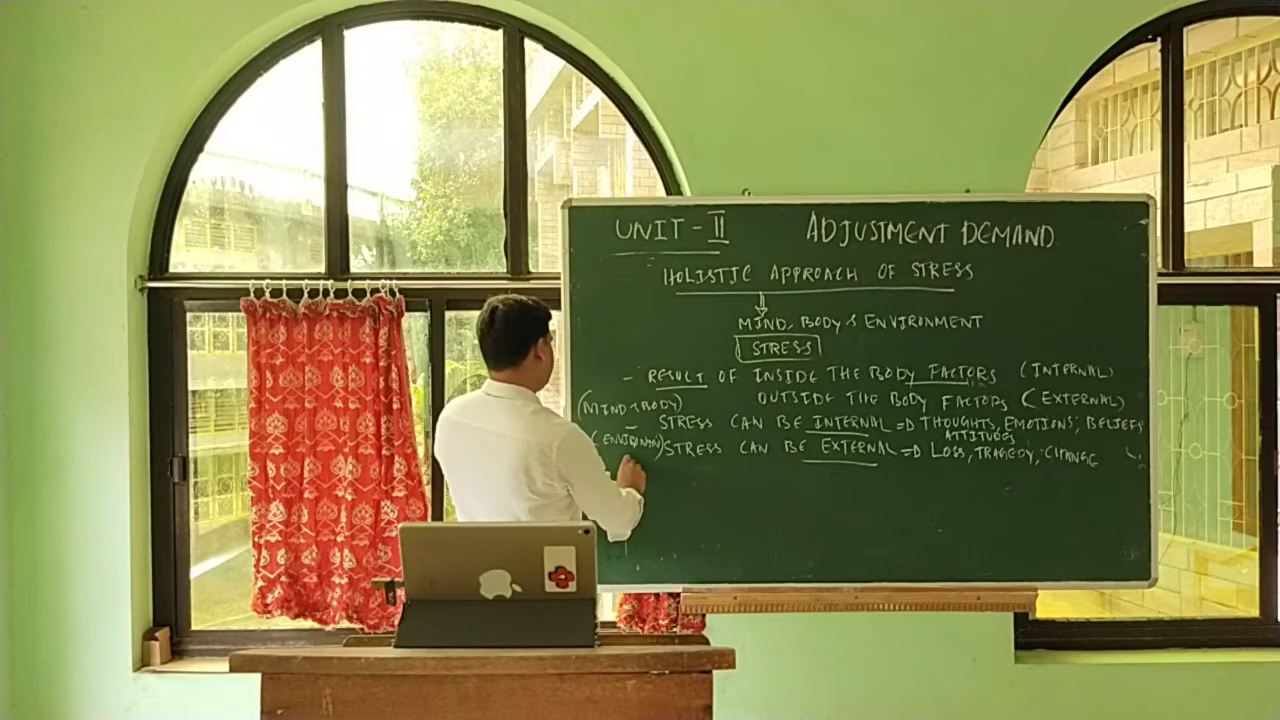 UNIT - II ADJUSTMENT DEMAND
HOLISTIC APPROACH OF STRESS
MIND, BODY & ENVIRONMENT
STRESS
- RESULT OF INSIDE THE BODY FACTORS (INTERNAL)
OUTSIDE THE BODY FACTORS (EXTERNAL)
(MIND & BODY)
- STRESS CAN BE INTERNAL => THOUGHTS, EMOTIONS, BELIEFS
ATTITUDES
(ENVIRONMN) STRESS CAN BE EXTERNAL => LOSS, TRAGEDY, CHANGE